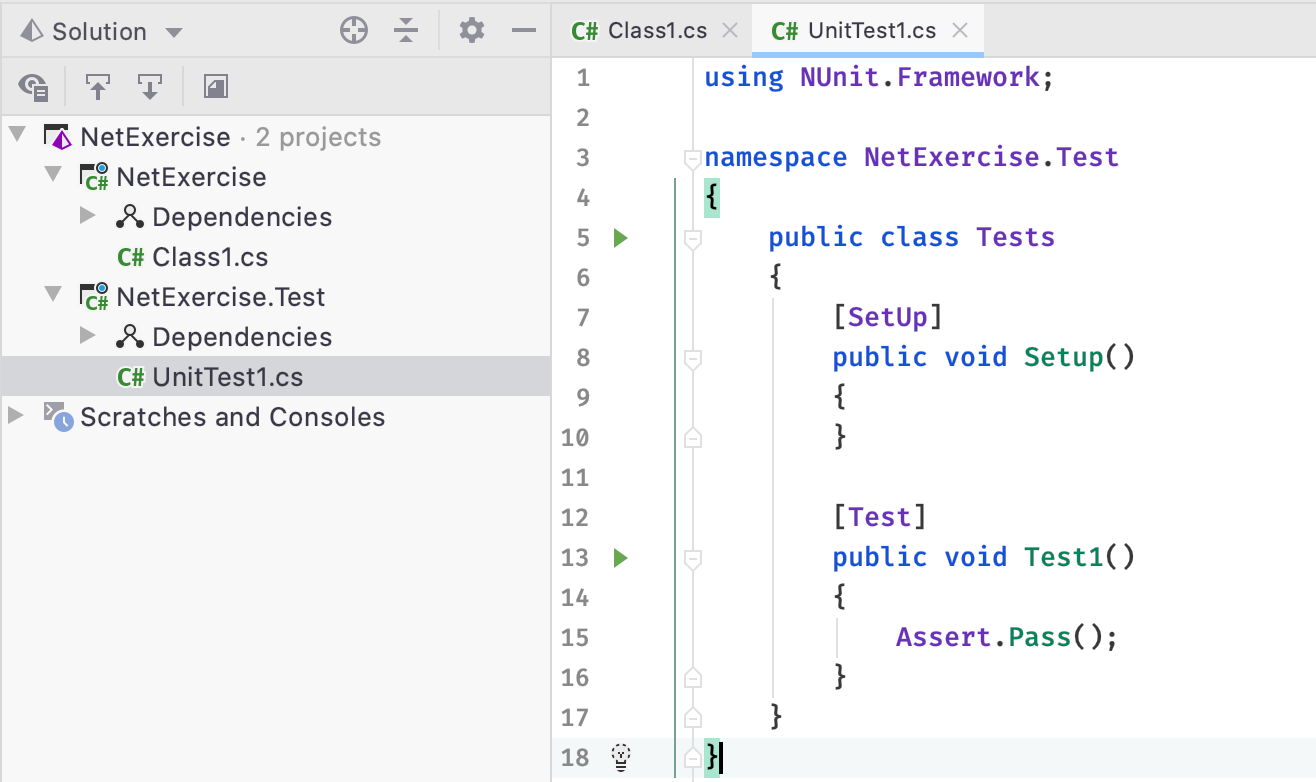 Solution
NetExercise · 2 projects
C# NetExercise
Dependencies
C# Class1.cs
C# NetExercise.Test
Dependencies
C# UnitTest1.cs
Scratches and Consoles
C# Class1.cs
C# UnitTest1.cs
1 using NUnit.Framework;
2
3 namespace NetExercise.Test
4 {
5     public class Tests
6     {
7         [SetUp]
8         public void Setup()
9         {
10         }
11
12         [Test]
13         public void Test1()
14         {
15             Assert.Pass();
16         }
17     }
18 }